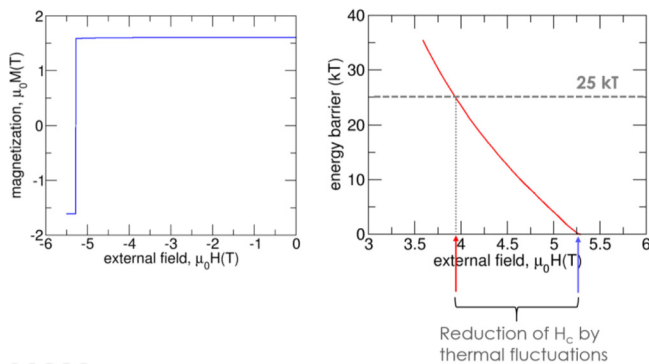 2
1
0
-1
-2
magnetization, μ₀M(T)
-6 -5 -4 -3 -2 -1 0
external field, μ₀H(T)
40
30
20
10
0
energy barrier (kT)
25 kT
3 3.5 4 4.5 5 5.5 6
external field, μ₀H(T)
Reduction of Hc by
thermal fluctuations